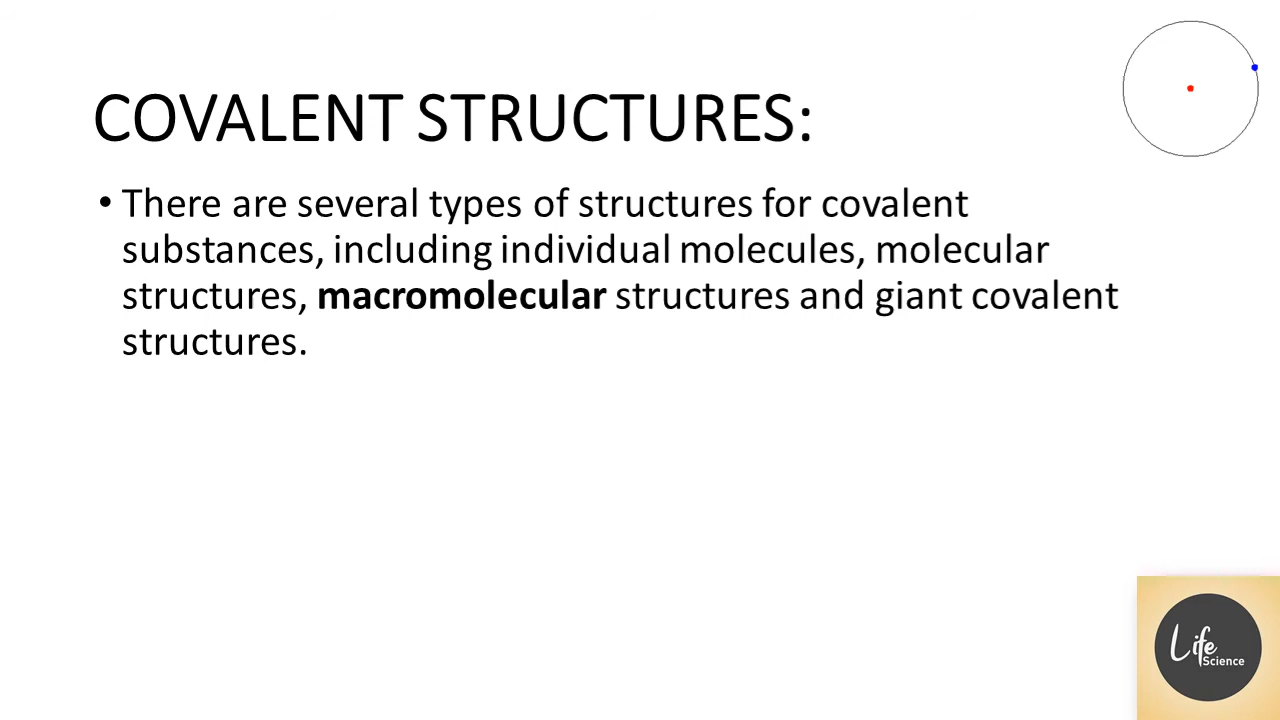 COVALENT STRUCTURES:
• There are several types of structures for covalent
substances, including individual molecules, molecular
structures, macromolecular structures and giant covalent
structures.
Life
Science